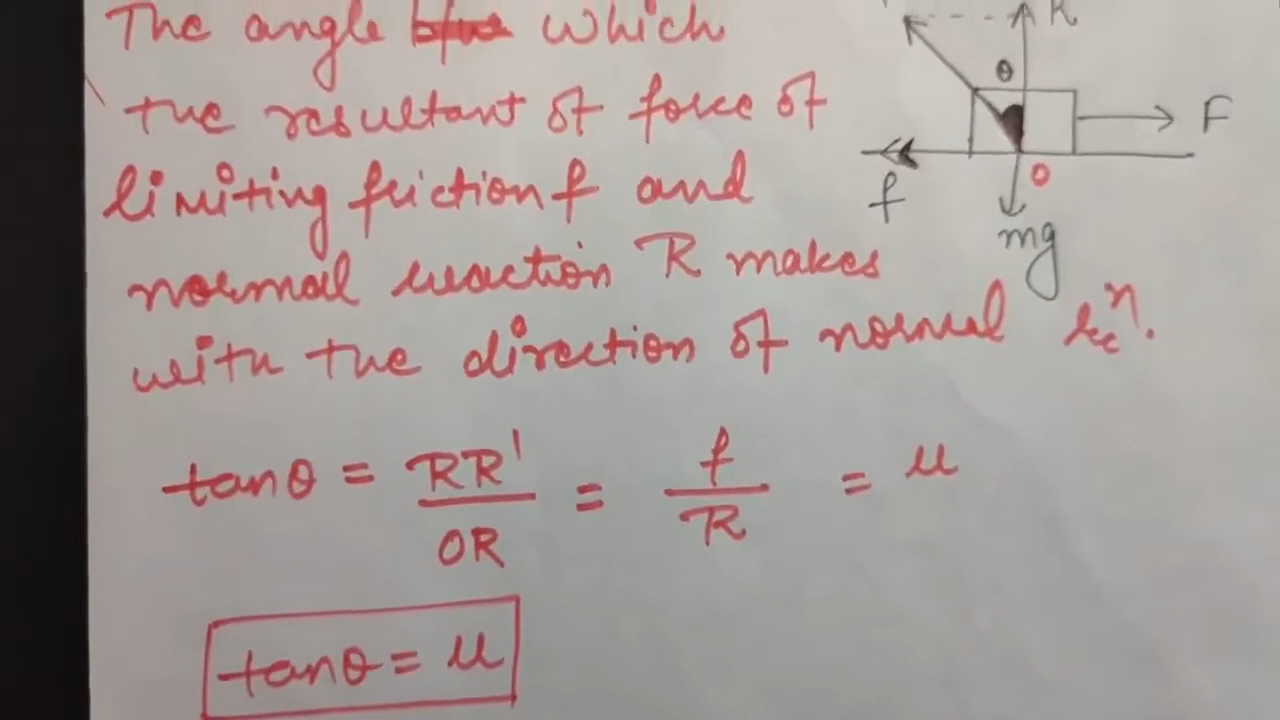 The angle which
the resultant of force of
limiting friction f and
normal reaction R makes
with the direction of normal rcⁿ.
tanθ = RR'/OR = f/R = μ
tanθ = μ
R
θ
F
O
f
mg